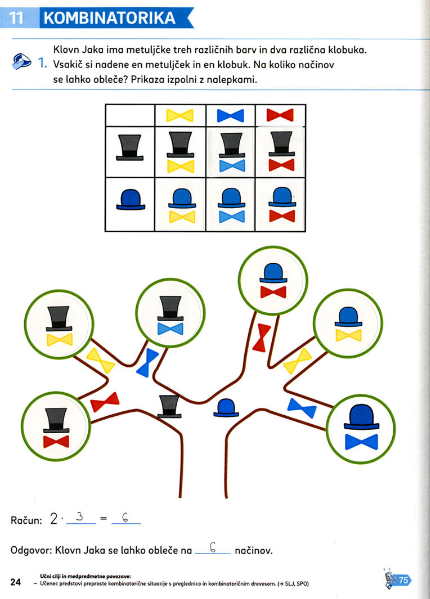 11 KOMBINATORIKA
Klovn Jaka ima metuljčke treh različnih barv in dva različna klobuka.
1. Vsakič si nadene en metuljček in en klobuk. Na koliko načinov
se lahko obleče? Prikaza izpolni z nalepkami.
Račun: 2 · 3 = 6
Odgovor: Klovn Jaka se lahko obleče na 6 načinov.
Učni cilji in medpredmetne povezave:
24 – Učenec predstavi preproste kombinatorične situacije s preglednico in kombinatoričnim drevesom. (→ SLJ, SPO)
75